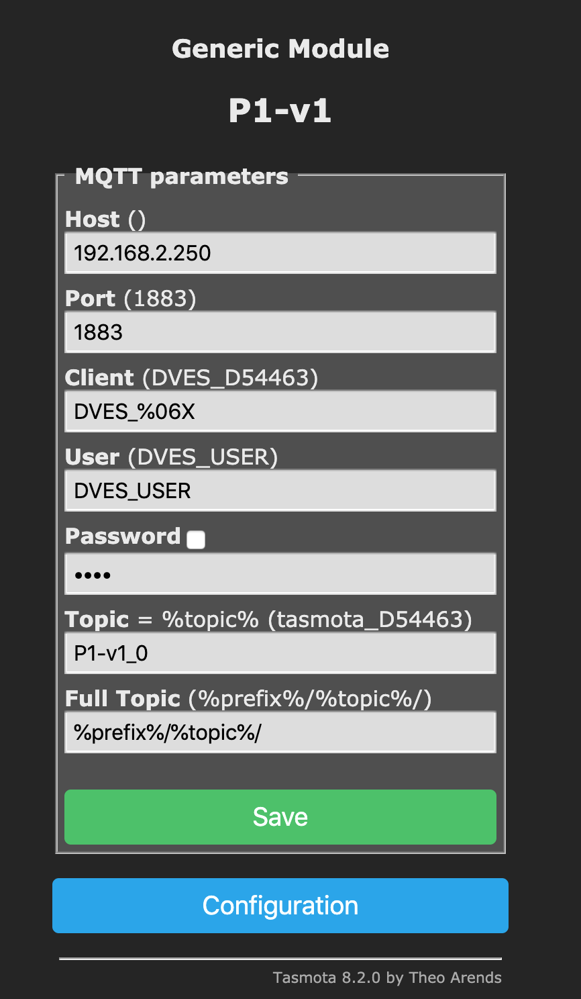 Generic Module
P1-v1
MQTT parameters
Host ()
192.168.2.250
Port (1883)
1883
Client (DVES_D54463)
DVES_%06X
User (DVES_USER)
DVES_USER
Password
••••
Topic = %topic% (tasmota_D54463)
P1-v1_0
Full Topic (%prefix%/%topic%/)
%prefix%/%topic%/
Save
Configuration
Tasmota 8.2.0 by Theo Arends